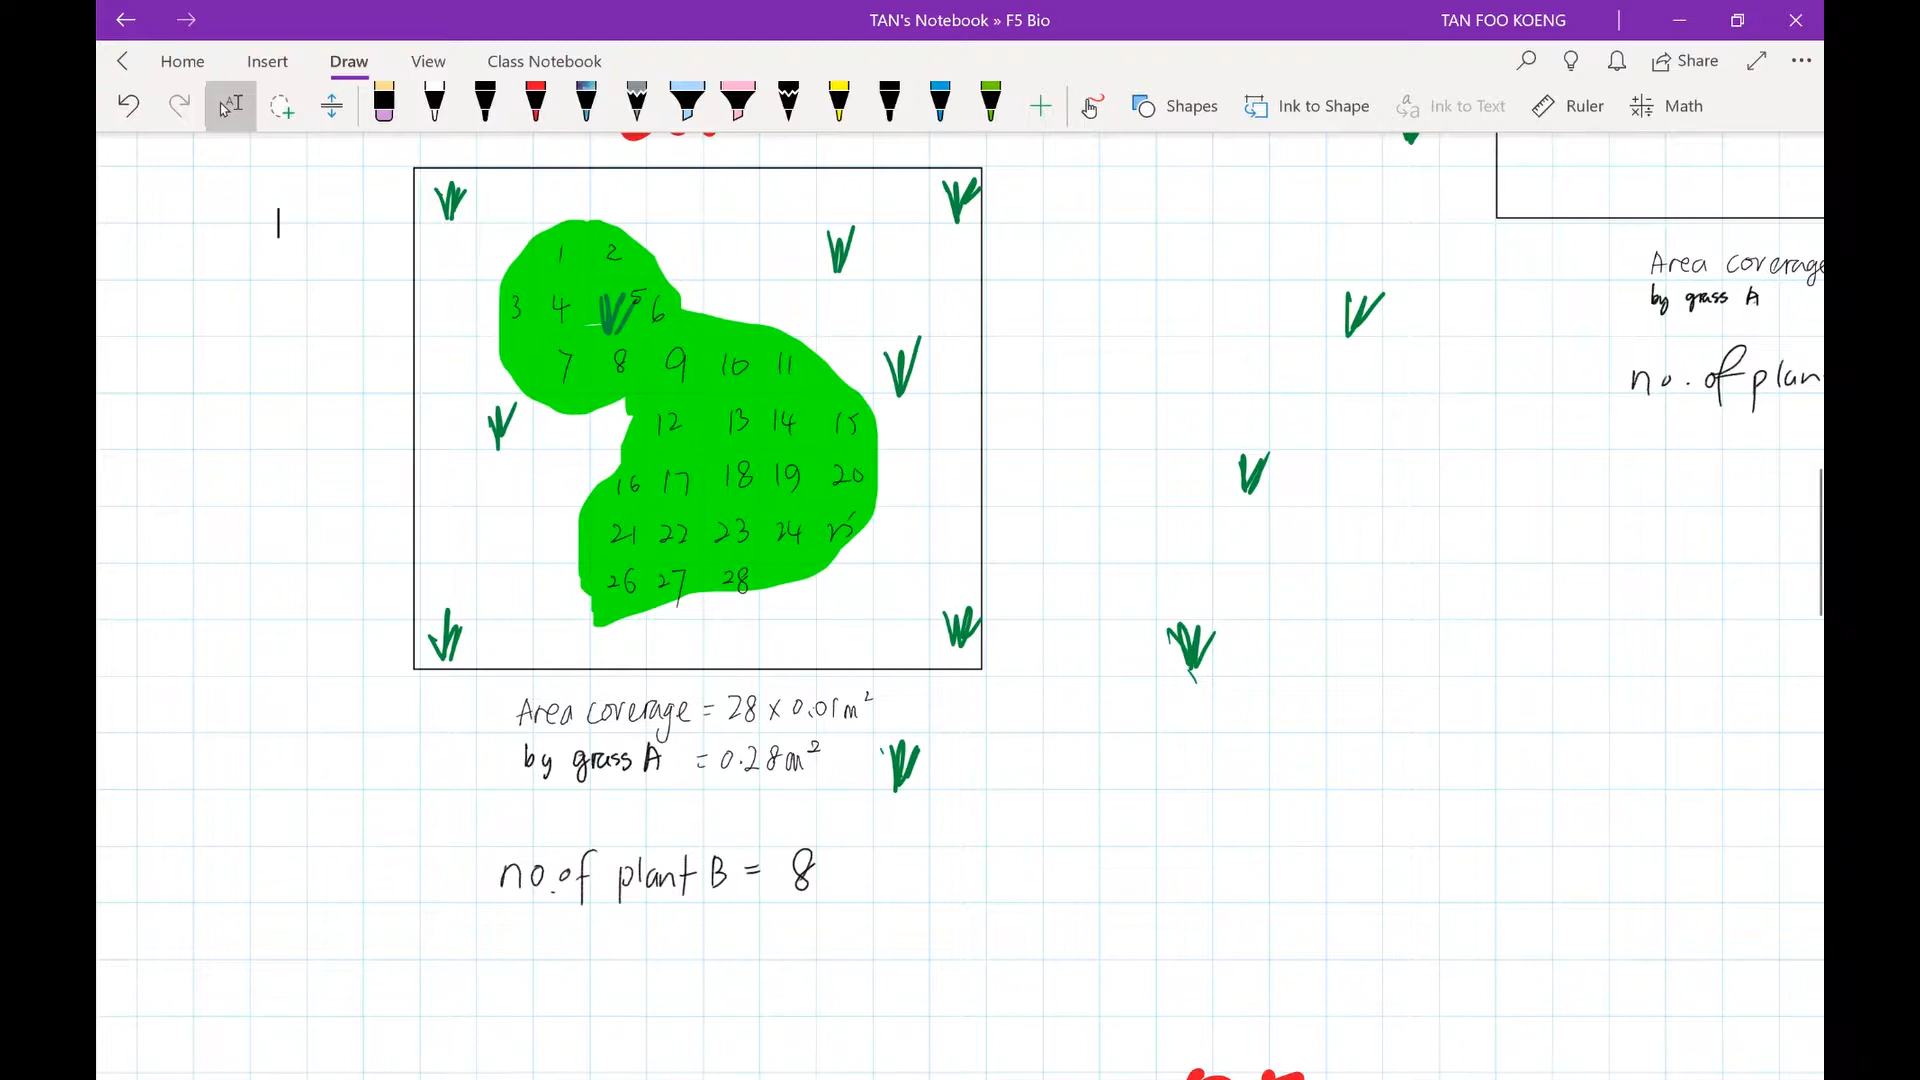 TAN's Notebook » F5 Bio
TAN FOO KOENG
Home Insert Draw View Class Notebook
Share
Shapes
Ink to Shape
Ink to Text
Ruler
Math
1 2
3 4 5 6
7 8 9 10 11
12 13 14 15
16 17 18 19 20
21 22 23 24 25
26 27 28
Area coverage = 28 × 0.01m²
by grass A = 0.28m²
no. of plant B = 8
Area coverage
by grass A
no. of plan